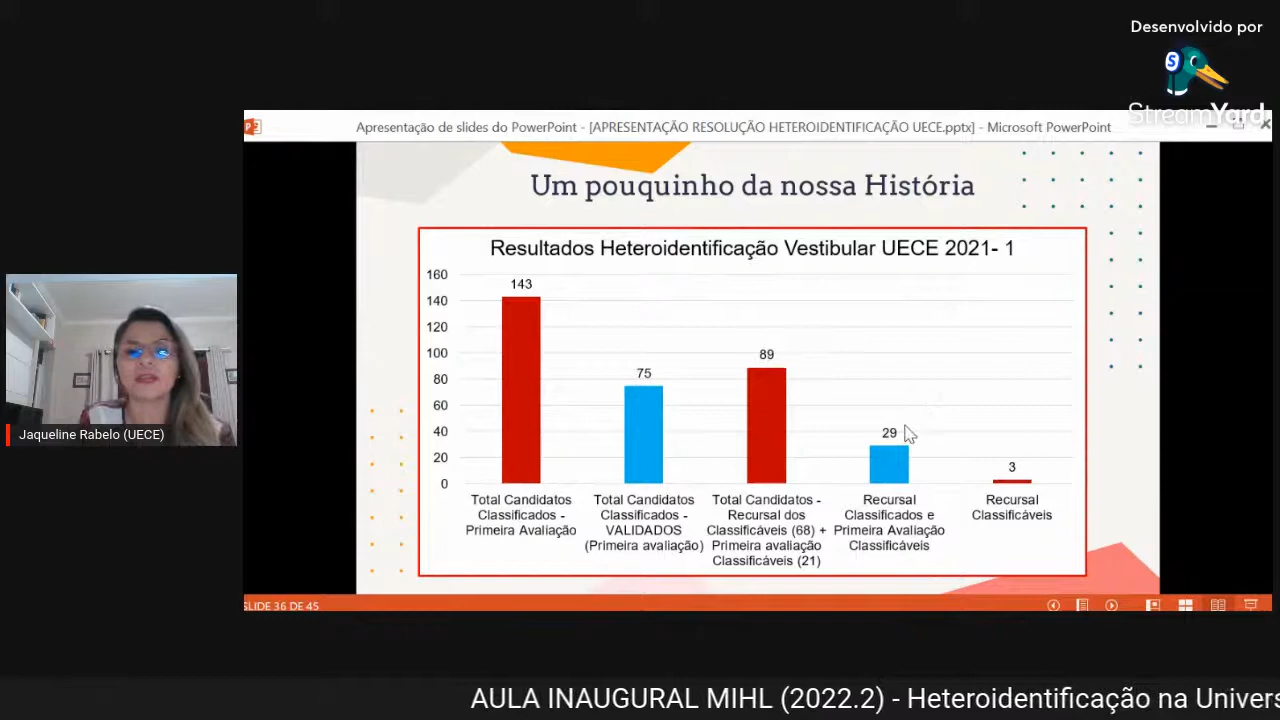 Desenvolvido por
StreamYard
Apresentação de slides do PowerPoint - [APRESENTAÇÃO RESOLUÇÃO HETEROIDENTIFICAÇÃO UECE.pptx] - Microsoft PowerPoint
Um pouquinho da nossa História
Resultados Heteroidentificação Vestibular UECE 2021- 1
160
140
120
100
80
60
40
20
0
143
75
89
29
3
Total Candidatos
Classificados -
Primeira Avaliação
Total Candidatos
Classificados -
VALIDADOS
(Primeira avaliação)
Total Candidatos -
Recursal dos
Classificáveis (68) +
Primeira avaliação
Classificáveis (21)
Recursal
Classificados e
Primeira Avaliação
Classificáveis
Recursal
Classificáveis
Jaqueline Rabelo (UECE)
SLIDE 36 DE 45
AULA INAUGURAL MIHL (2022.2) - Heteroidentificação na Univers